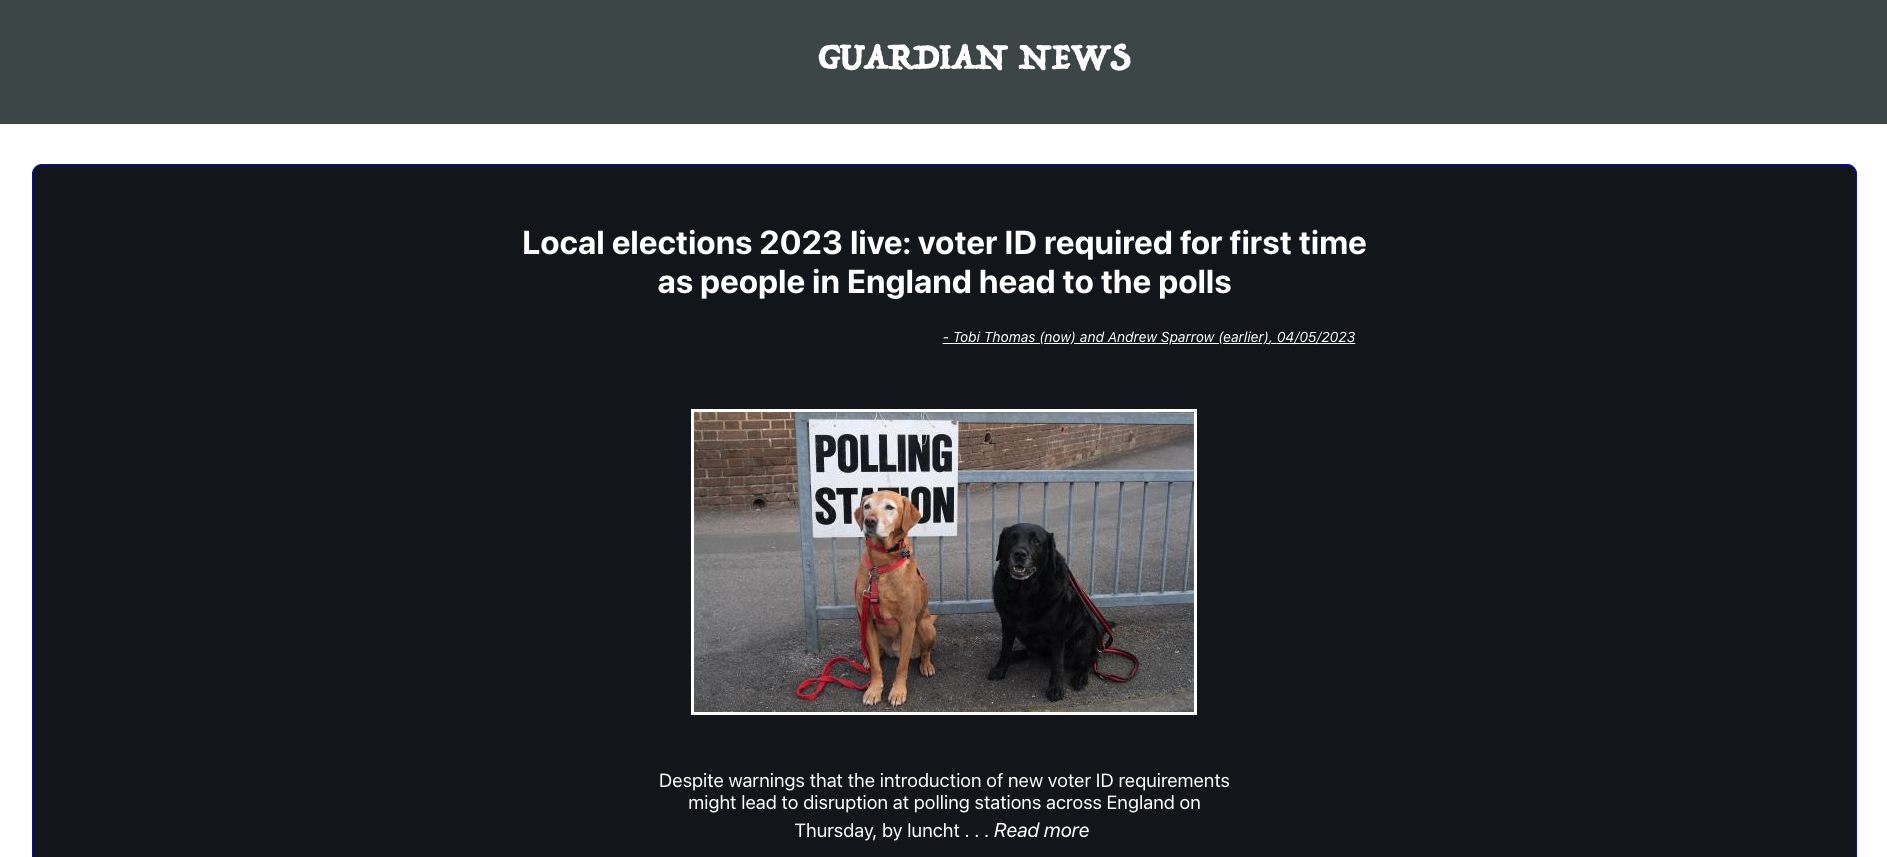 GUARDIAN NEWS
Local elections 2023 live: voter ID required for first time
as people in England head to the polls
- Tobi Thomas (now) and Andrew Sparrow (earlier), 04/05/2023
POLLING
STATION
Despite warnings that the introduction of new voter ID requirements
might lead to disruption at polling stations across England on
Thursday, by luncht . . . Read more